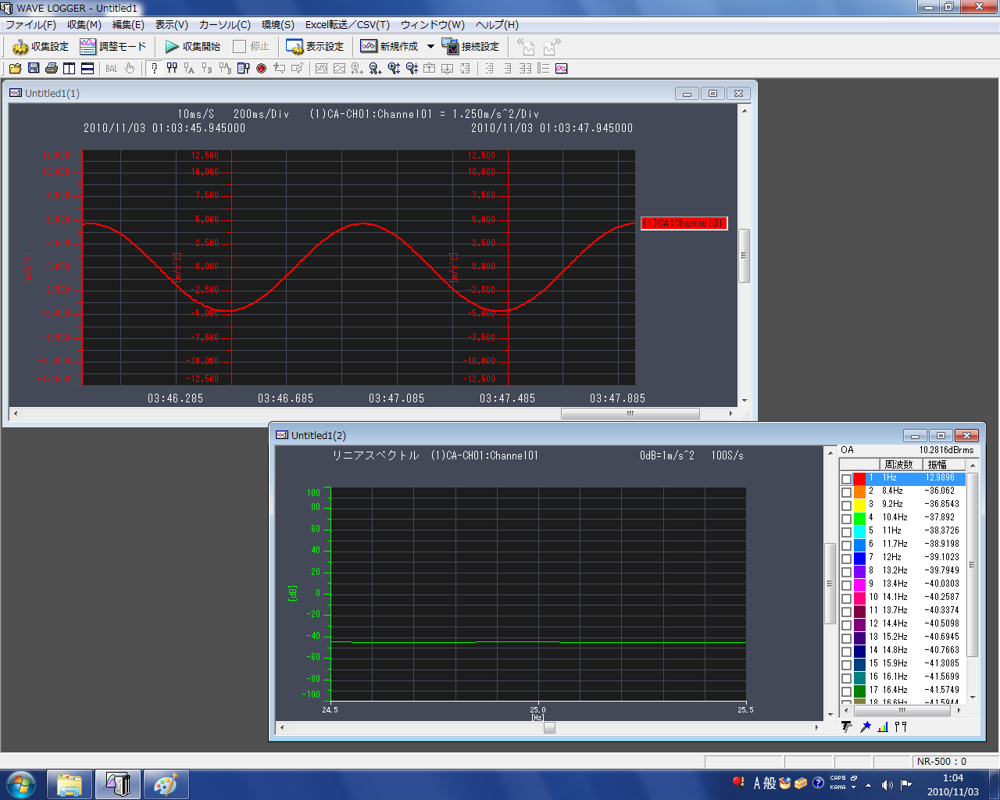 WAVE LOGGER - Untitled1
ファイル(F) 収集(M) 編集(E) 表示(V) カーソル(C) 環境(S) Excel転送／CSV(T) ウィンドウ(W) ヘルプ(H)
収集設定 調整モード 収集開始 停止 表示設定 新規作成 接続設定
BAL
Untitled1(1)
10ms/S 200ms/Div (1)CA-CH01:Channel01 = 1.250m/s^2/Div
2010/11/03 01:03:45.945000 2010/11/03 01:03:47.945000
12.500 12.500 12.500
10.000 10.000 10.000
7.500 7.500 7.500
5.000 5.000 5.000
(1)CA:Channel01
2.500 2.500 2.500
[m/s^2] [m/s^2] [m/s^2]
0.000 0.000 0.000
-2.500 -2.500 -2.500
-5.000 -5.000 -5.000
-7.500 -7.500 -7.500
-10.000 -10.000 -10.000
-12.500 -12.500 -12.500
03:46.285 03:46.685 03:47.085 03:47.485 03:47.885
Untitled1(2)
リニアスペクトル (1)CA-CH01:Channel01 0dB=1m/s^2 100S/s
100
80
60
40
20
0
-20
-40
-60
-80
-100
[dB]
24.5 25.0 25.5
[Hz]
OA 10.2816dBrms
周波数 振幅
1 1Hz 12.9896
2 8.4Hz -36.062
3 9.2Hz -36.8543
4 10.4Hz -37.892
5 11Hz -38.3726
6 11.7Hz -38.9198
7 12Hz -39.1023
8 13.2Hz -39.7949
9 13.4Hz -40.0303
10 14.1Hz -40.2587
11 13.7Hz -40.3374
12 14.4Hz -40.5098
13 15.2Hz -40.6945
14 14.8Hz -40.7663
15 15.9Hz -41.3085
16 16.1Hz -41.5699
17 16.4Hz -41.5749
18 16.6Hz -41.5944
NR-500 : 0
A 般 CAPS KANA
1:04
2010/11/03